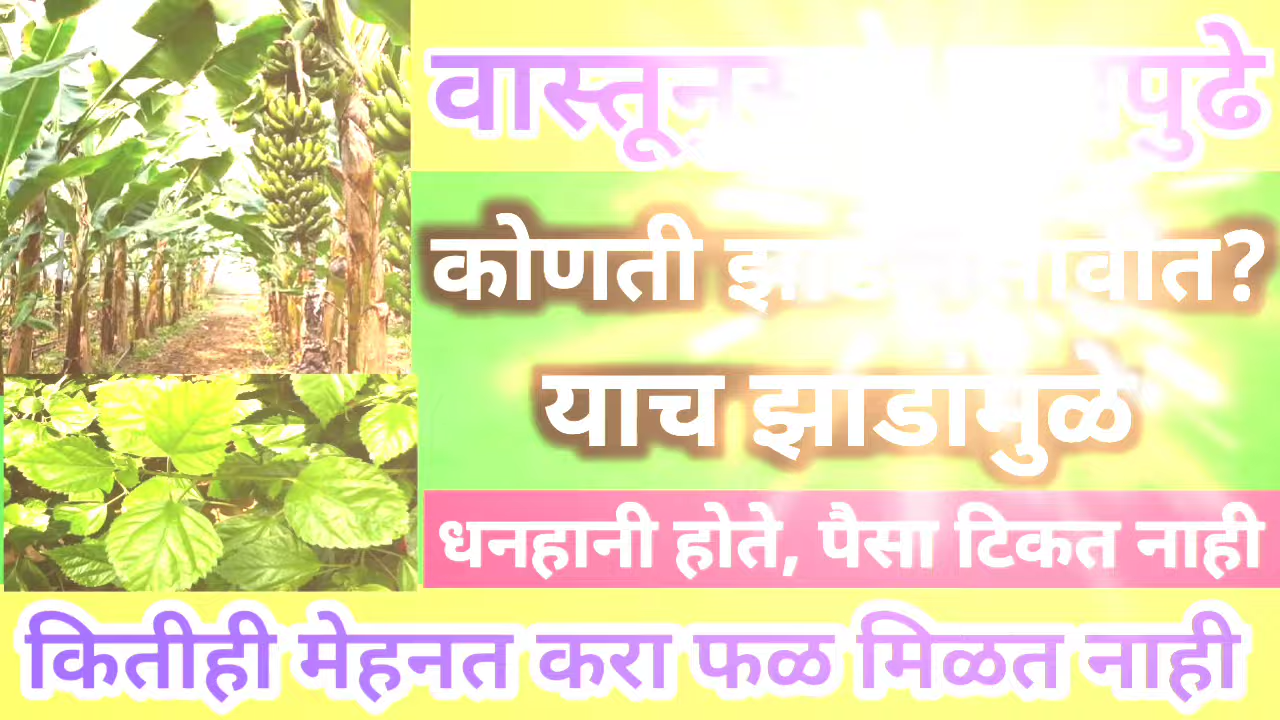 कोणती
याच झाडांमुळे
धनहानी होते, पैसा टिकत नाही
कितीही मेहनत करा फळ मिळत नाही